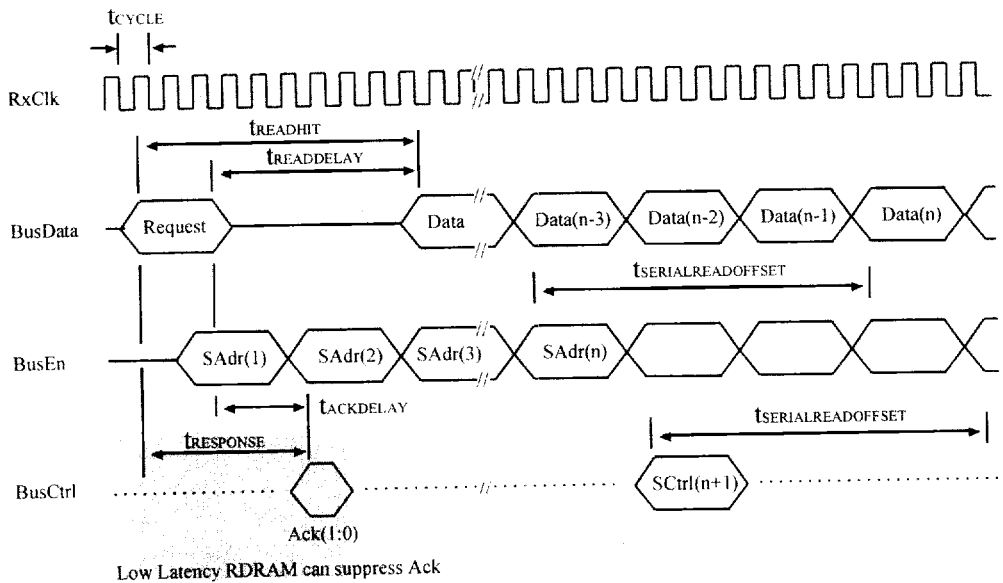 tCYCLE
RxClk
tREADHIT
tREADDELAY
BusData
Request
Data
Data(n-3)
Data(n-2)
Data(n-1)
Data(n)
tSERIALREADOFFSET
BusEn
SAdr(1)
SAdr(2)
SAdr(3)
SAdr(n)
tACKDELAY
tSERIALREADOFFSET
tRESPONSE
BusCtrl
SCtrl(n+1)
Ack(1:0)
Low Latency RDRAM can suppress Ack